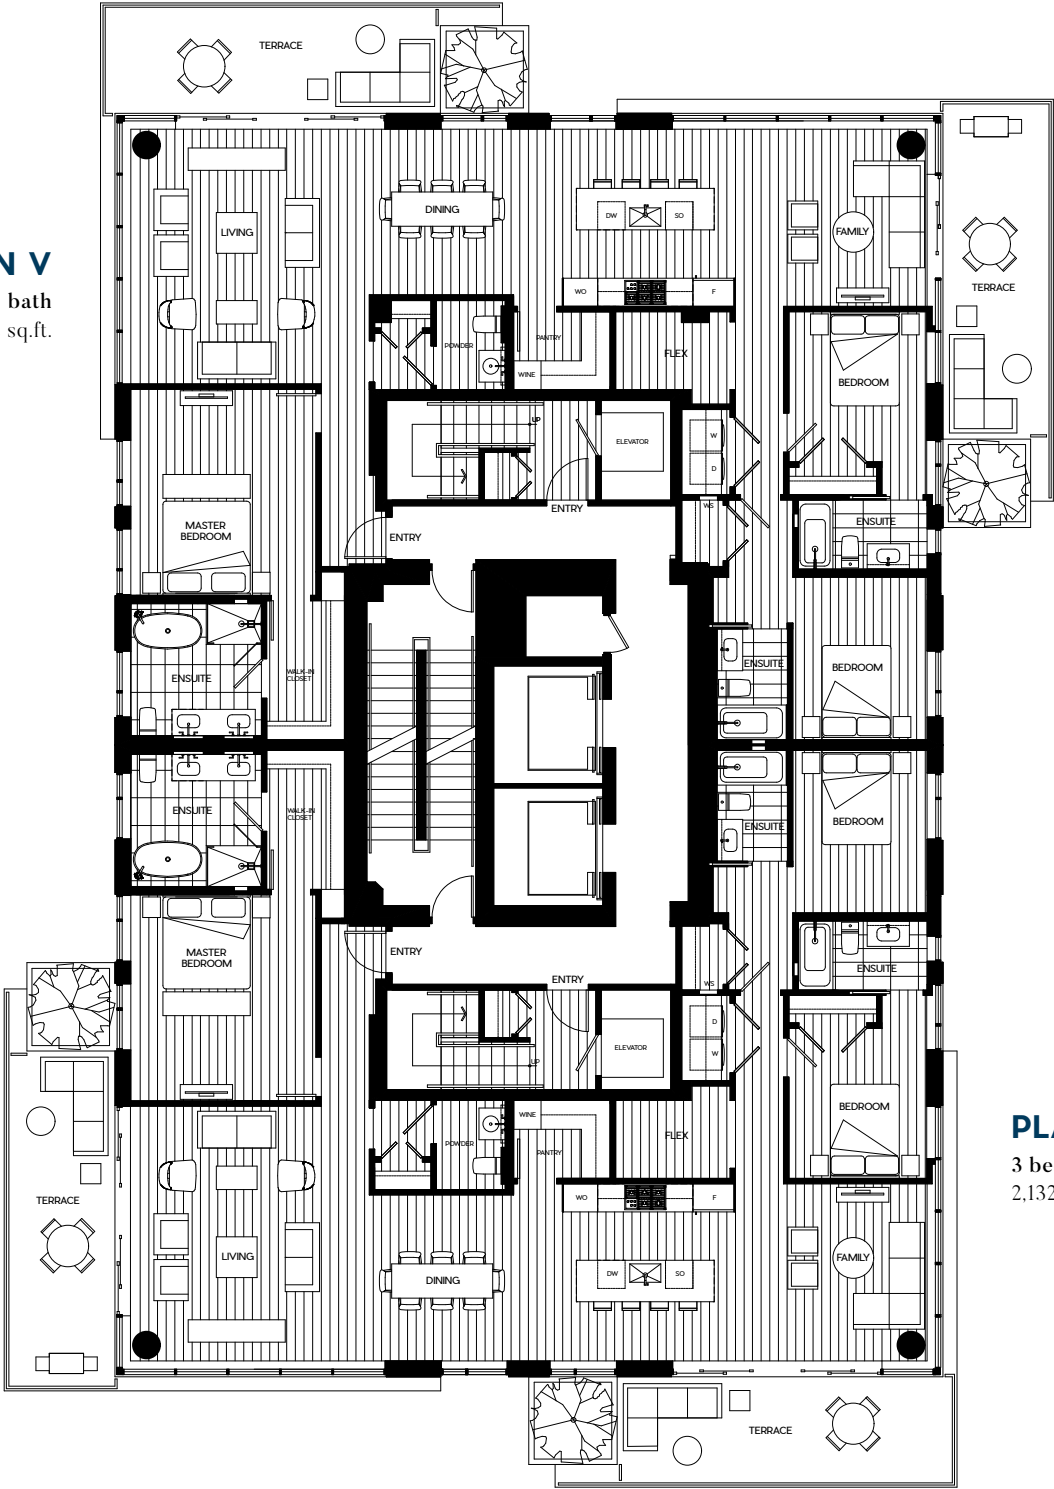 TERRACE
N V
bath
sq.ft.
LIVING
DINING
DW
SO
FAMILY
TERRACE
WO
F
POWDER
PANTRY
WINE
FLEX
BEDROOM
UP
ELEVATOR
W
D
MASTER
BEDROOM
ENTRY
ENTRY
WS
ENSUITE
ENSUITE
WALK-IN
CLOSET
ENSUITE
BEDROOM
ENSUITE
WALK-IN
CLOSET
ENSUITE
BEDROOM
MASTER
BEDROOM
ENTRY
ENTRY
WS
ENSUITE
UP
ELEVATOR
D
W
BEDROOM
POWDER
WINE
PANTRY
FLEX
PLA
3 be
2,132
TERRACE
WO
F
LIVING
DINING
DW
SO
FAMILY
TERRACE